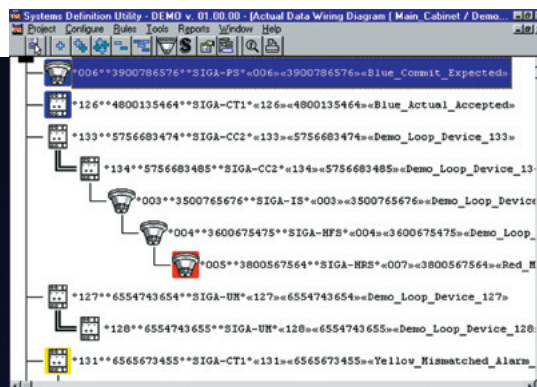 Systems Definition Utility - DEMO v. 01.00.00 - [Actual Data Wiring Diagram ( Main_Cabinet / Demo...
Project Configure Rules Tools Reports Window Help
*006**3900786576**SIGA-PS*«006»«3900786576»«Blue_Commit_Expected»
*126**4800135464**SIGA-CT1*«126»«4800135464»«Blue_Actual_Accepted»
*133**5756683474**SIGA-CC2*«133»«5756683474»«Demo_Loop_Device_133»
*134**5756683485**SIGA-CC2*«134»«5756683485»«Demo_Loop_Device_13
*003**3500765676**SIGA-IS*«003»«3500765676»«Demo_Loop_Device
*004**3600675475**SIGA-HFS*«004»«3600675475»«Demo_Loop_
*005**3800567564**SIGA-HRS*«007»«3800567564»«Red_M
*127**6554743654**SIGA-UM*«127»«6554743654»«Demo_Loop_Device_127»
*128**6554743655**SIGA-UM*«128»«6554743655»«Demo_Loop_Device_128
*131**6565673455**SIGA-CT1*«131»«6565673455»«Yellow_Mismatched_Alarm_